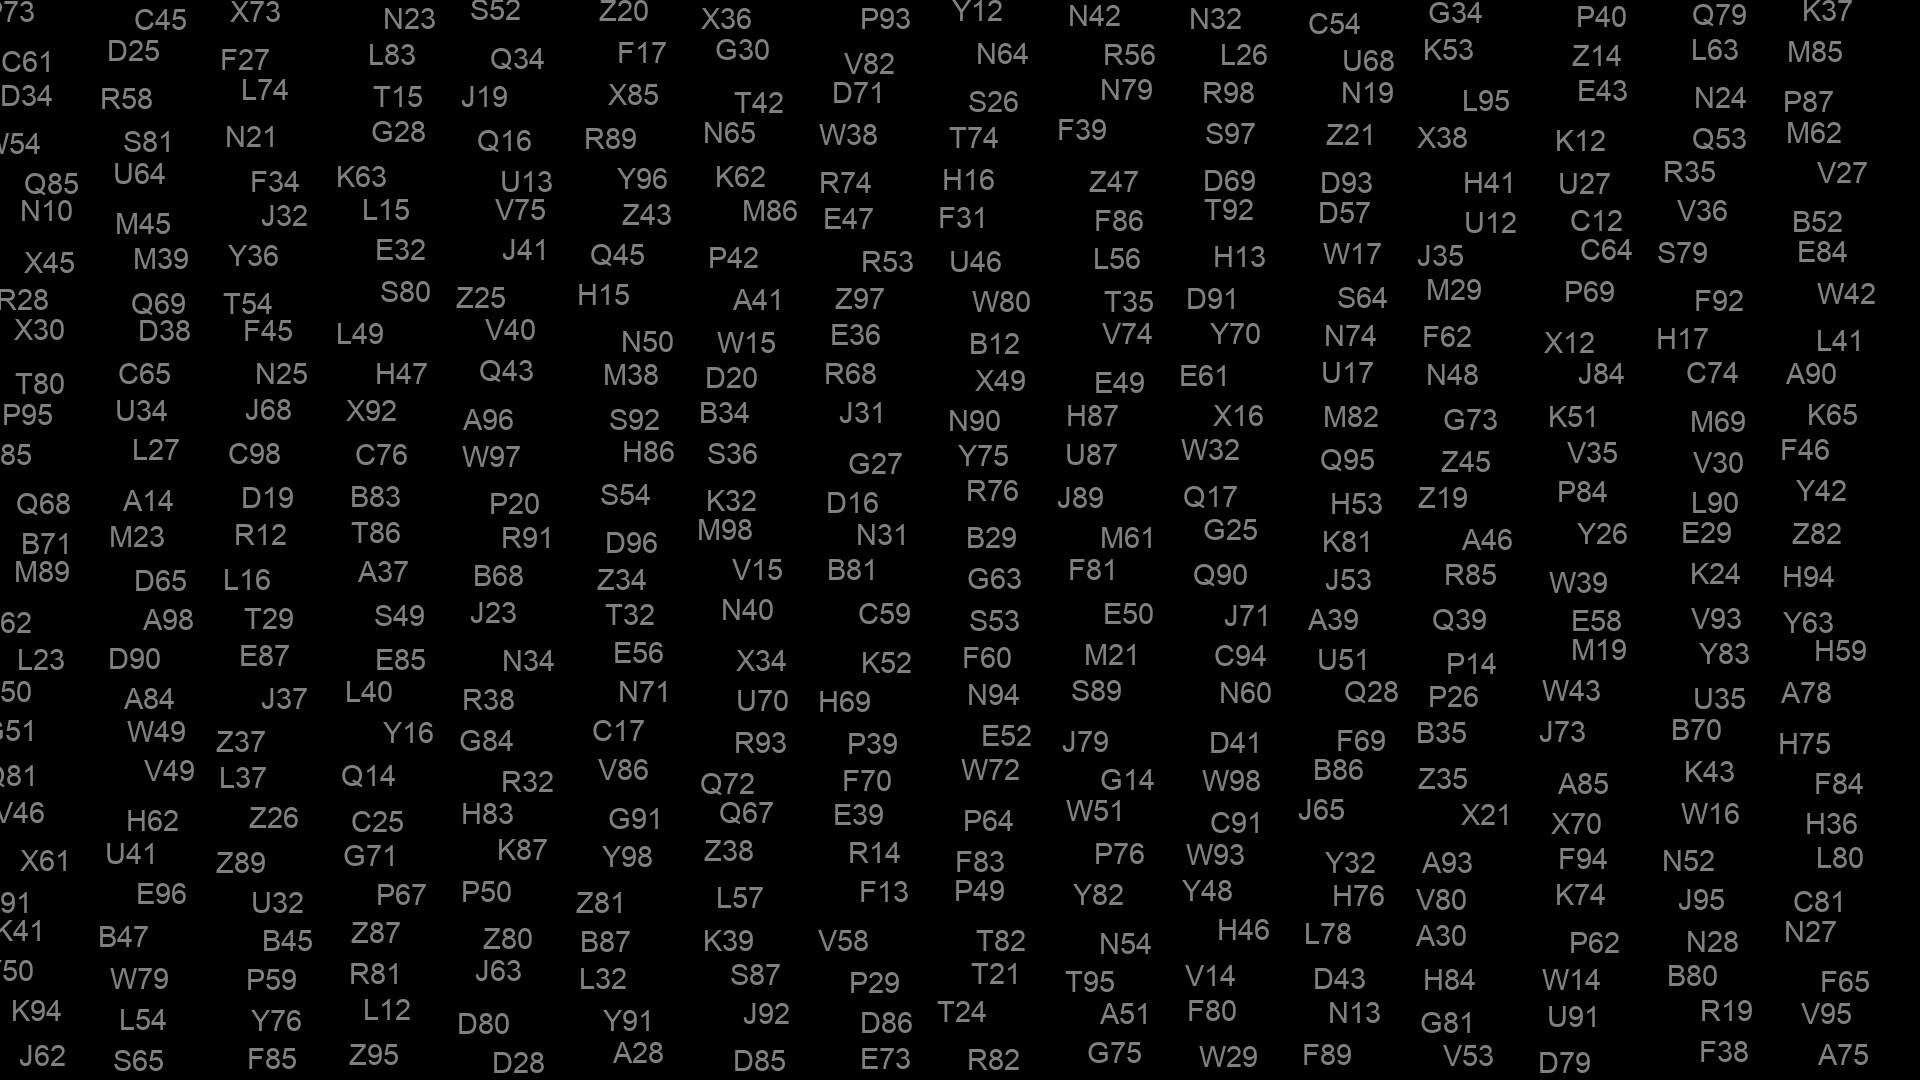 P73 C45 X73 N23 S52 Z20 X36 P93 Y12 N42 N32 C54 G34 P40 Q79 K37
C61 D25 F27 L83 Q34 F17 G30 V82 N64 R56 L26 U68 K53 Z14 L63 M85
D34 R58 L74 T15 J19 X85 T42 D71 S26 N79 R98 N19 L95 E43 N24 P87
W54 S81 N21 G28 Q16 R89 N65 W38 T74 F39 S97 Z21 X38 K12 Q53 M62
Q85 U64 F34 K63 U13 Y96 K62 R74 H16 Z47 D69 D93 H41 U27 R35 V27
N10 M45 J32 L15 V75 Z43 M86 E47 F31 F86 T92 D57 U12 C12 V36 B52
X45 M39 Y36 E32 J41 Q45 P42 R53 U46 L56 H13 W17 J35 C64 S79 E84
R28 Q69 T54 S80 Z25 H15 A41 Z97 W80 T35 D91 S64 M29 P69 F92 W42
X30 D38 F45 L49 V40 N50 W15 E36 B12 V74 Y70 N74 F62 X12 H17 L41
T80 C65 N25 H47 Q43 M38 D20 R68 X49 E49 E61 U17 N48 J84 C74 A90
P95 U34 J68 X92 A96 S92 B34 J31 N90 H87 X16 M82 G73 K51 M69 K65
85 L27 C98 C76 W97 H86 S36 G27 Y75 U87 W32 Q95 Z45 V35 V30 F46
Q68 A14 D19 B83 P20 S54 K32 D16 R76 J89 Q17 H53 Z19 P84 L90 Y42
B71 M23 R12 T86 R91 D96 M98 N31 B29 M61 G25 K81 A46 Y26 E29 Z82
M89 D65 L16 A37 B68 Z34 V15 B81 G63 F81 Q90 J53 R85 W39 K24 H94
62 A98 T29 S49 J23 T32 N40 C59 S53 E50 J71 A39 Q39 E58 V93 Y63
L23 D90 E87 E85 N34 E56 X34 K52 F60 M21 C94 U51 P14 M19 Y83 H59
50 A84 J37 L40 R38 N71 U70 H69 N94 S89 N60 Q28 P26 W43 U35 A78
51 W49 Z37 Y16 G84 C17 R93 P39 E52 J79 D41 F69 B35 J73 B70 H75
Q81 V49 L37 Q14 R32 V86 Q72 F70 W72 G14 W98 B86 Z35 A85 K43 F84
V46 H62 Z26 C25 H83 G91 Q67 E39 P64 W51 C91 J65 X21 X70 W16 H36
X61 U41 Z89 G71 K87 Y98 Z38 R14 F83 P76 W93 Y32 A93 F94 N52 L80
91 E96 U32 P67 P50 Z81 L57 F13 P49 Y82 Y48 H76 V80 K74 J95 C81
K41 B47 B45 Z87 Z80 B87 K39 V58 T82 N54 H46 L78 A30 P62 N28 N27
50 W79 P59 R81 J63 L32 S87 P29 T21 T95 V14 D43 H84 W14 B80 F65
K94 L54 Y76 L12 D80 Y91 J92 D86 T24 A51 F80 N13 G81 U91 R19 V95
J62 S65 F85 Z95 D28 A28 D85 E73 R82 G75 W29 F89 V53 D79 F38 A75